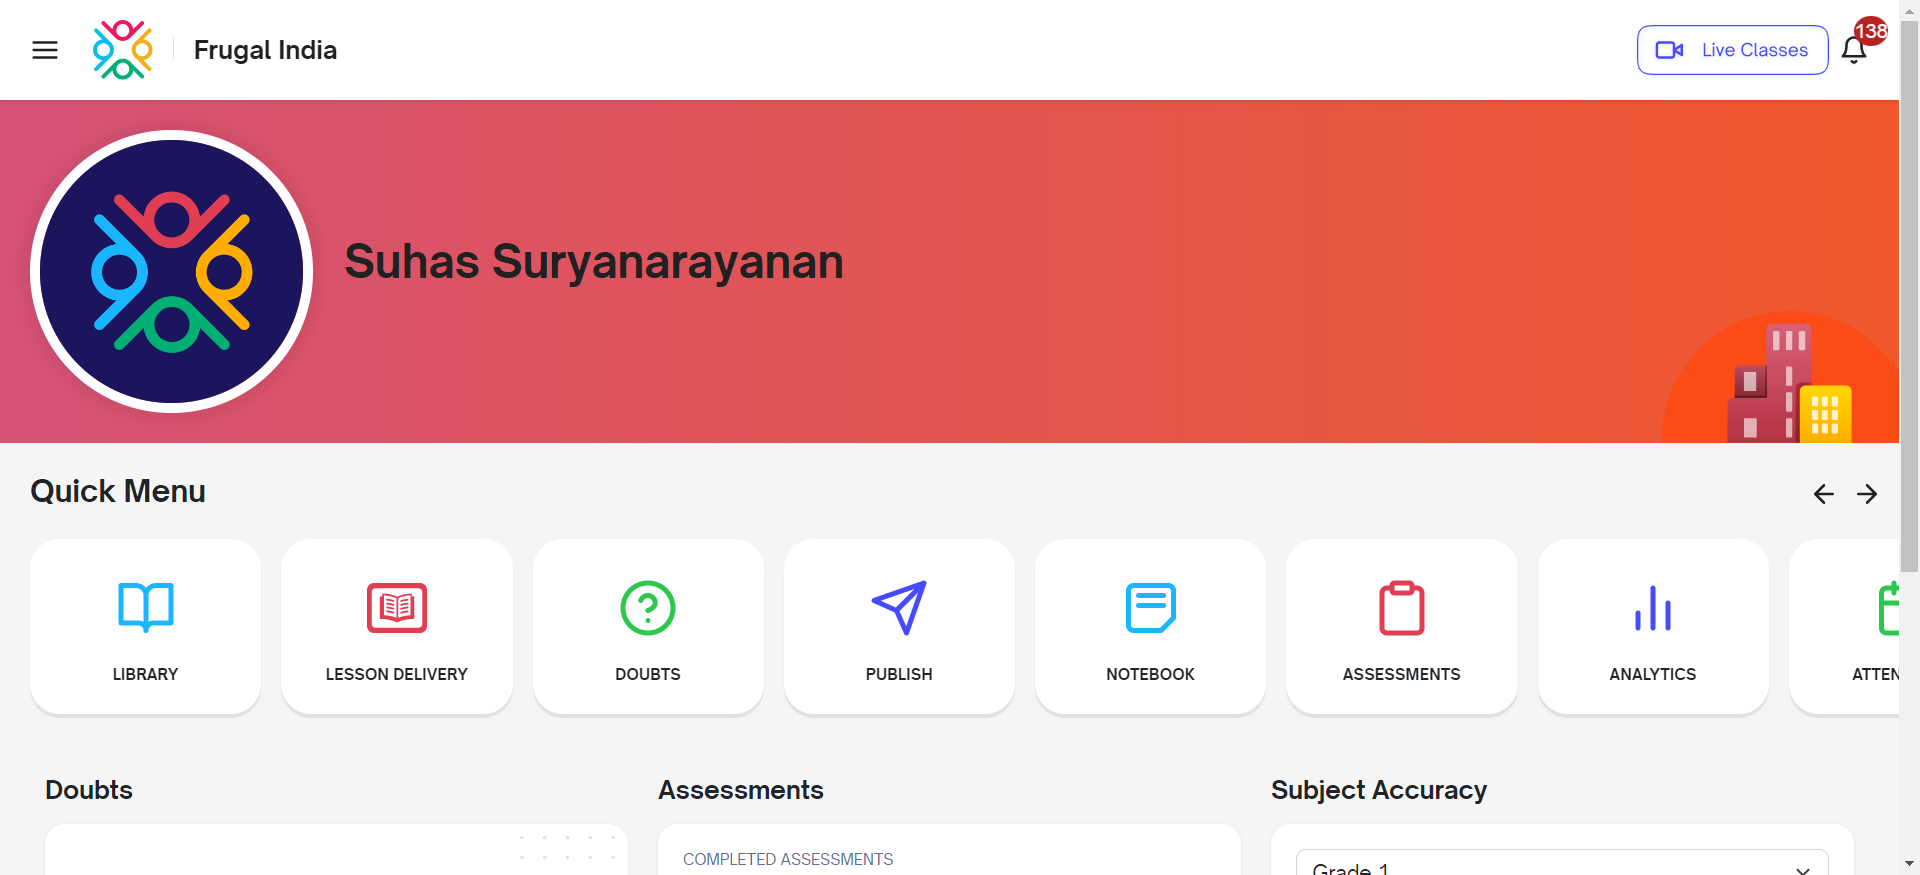 Frugal India
Live Classes
138
Suhas Suryanarayanan
Quick Menu
LIBRARY
LESSON DELIVERY
DOUBTS
PUBLISH
NOTEBOOK
ASSESSMENTS
ANALYTICS
ATTEN
Doubts
Assessments
Subject Accuracy
COMPLETED ASSESSMENTS
Grade 1